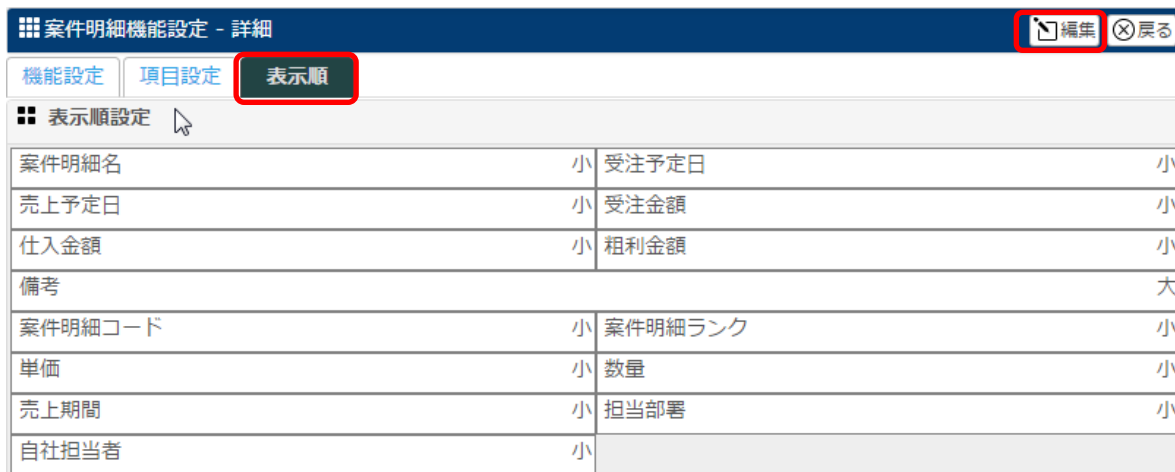 案件明細機能設定 - 詳細 編集 戻る
機能設定 項目設定 表示順
表示順設定
案件明細名 小 受注予定日 小
売上予定日 小 受注金額 小
仕入金額 小 粗利金額 小
備考 大
案件明細コード 小 案件明細ランク 小
単価 小 数量 小
売上期間 小 担当部署 小
自社担当者 小